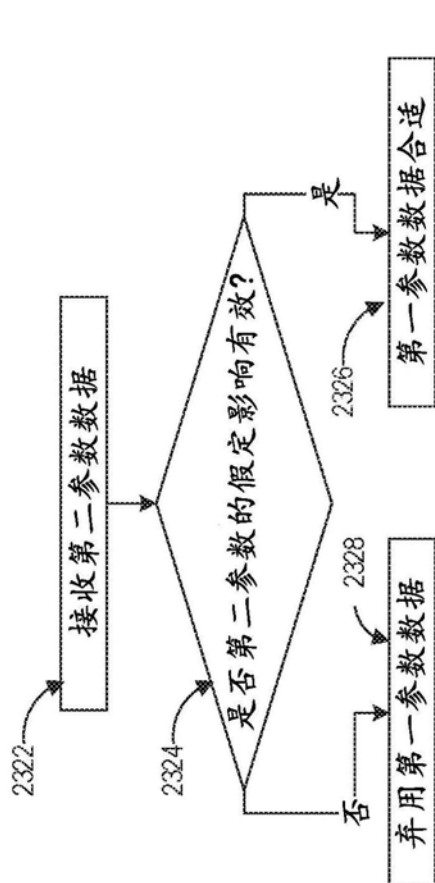 2322
接收第二参数数据
2324
是否第二参数的假定影响有效?
否
是
2328
弃用第一参数数据
2326
第一参数数据合适